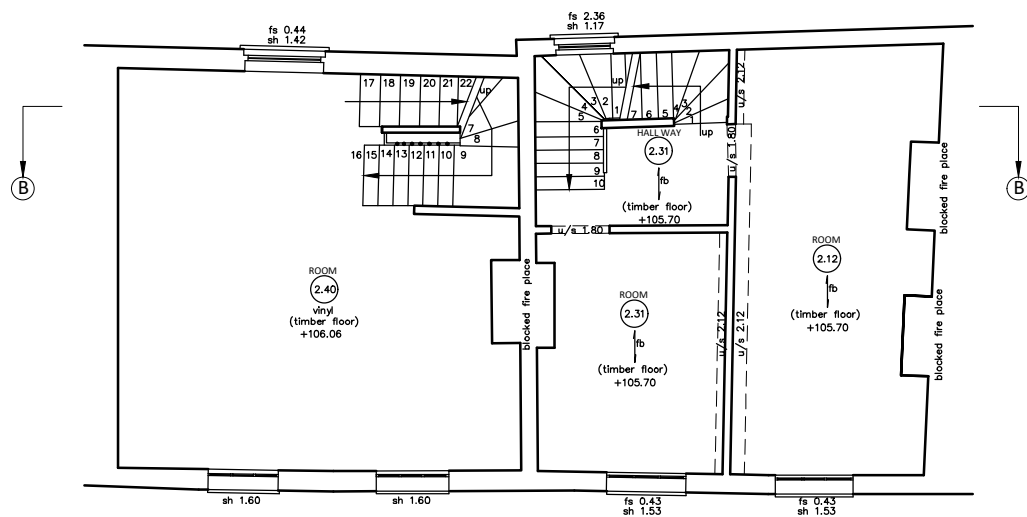 fs 0.44
sh 1.42
fs 2.36
sh 1.17
17 18 19 20 21 22
up
7
8
16 15 14 13 12 11 10 9
up
5 4 3 2 1
7 6 5 4 3 2 1
up
6
7
8
9
10
HALL WAY
2.31
fb
(timber floor)
+105.70
u/s 1.80
u/s 2.12
u/s 1.80
B
B
ROOM
2.40
vinyl
(timber floor)
+106.06
blocked fire place
ROOM
2.31
fb
(timber floor)
+105.70
u/s 2.12
u/s 2.12
ROOM
2.12
fb
(timber floor)
+105.70
blocked fire place
blocked fire place
sh 1.60
sh 1.60
fs 0.43
sh 1.53
fs 0.43
sh 1.53